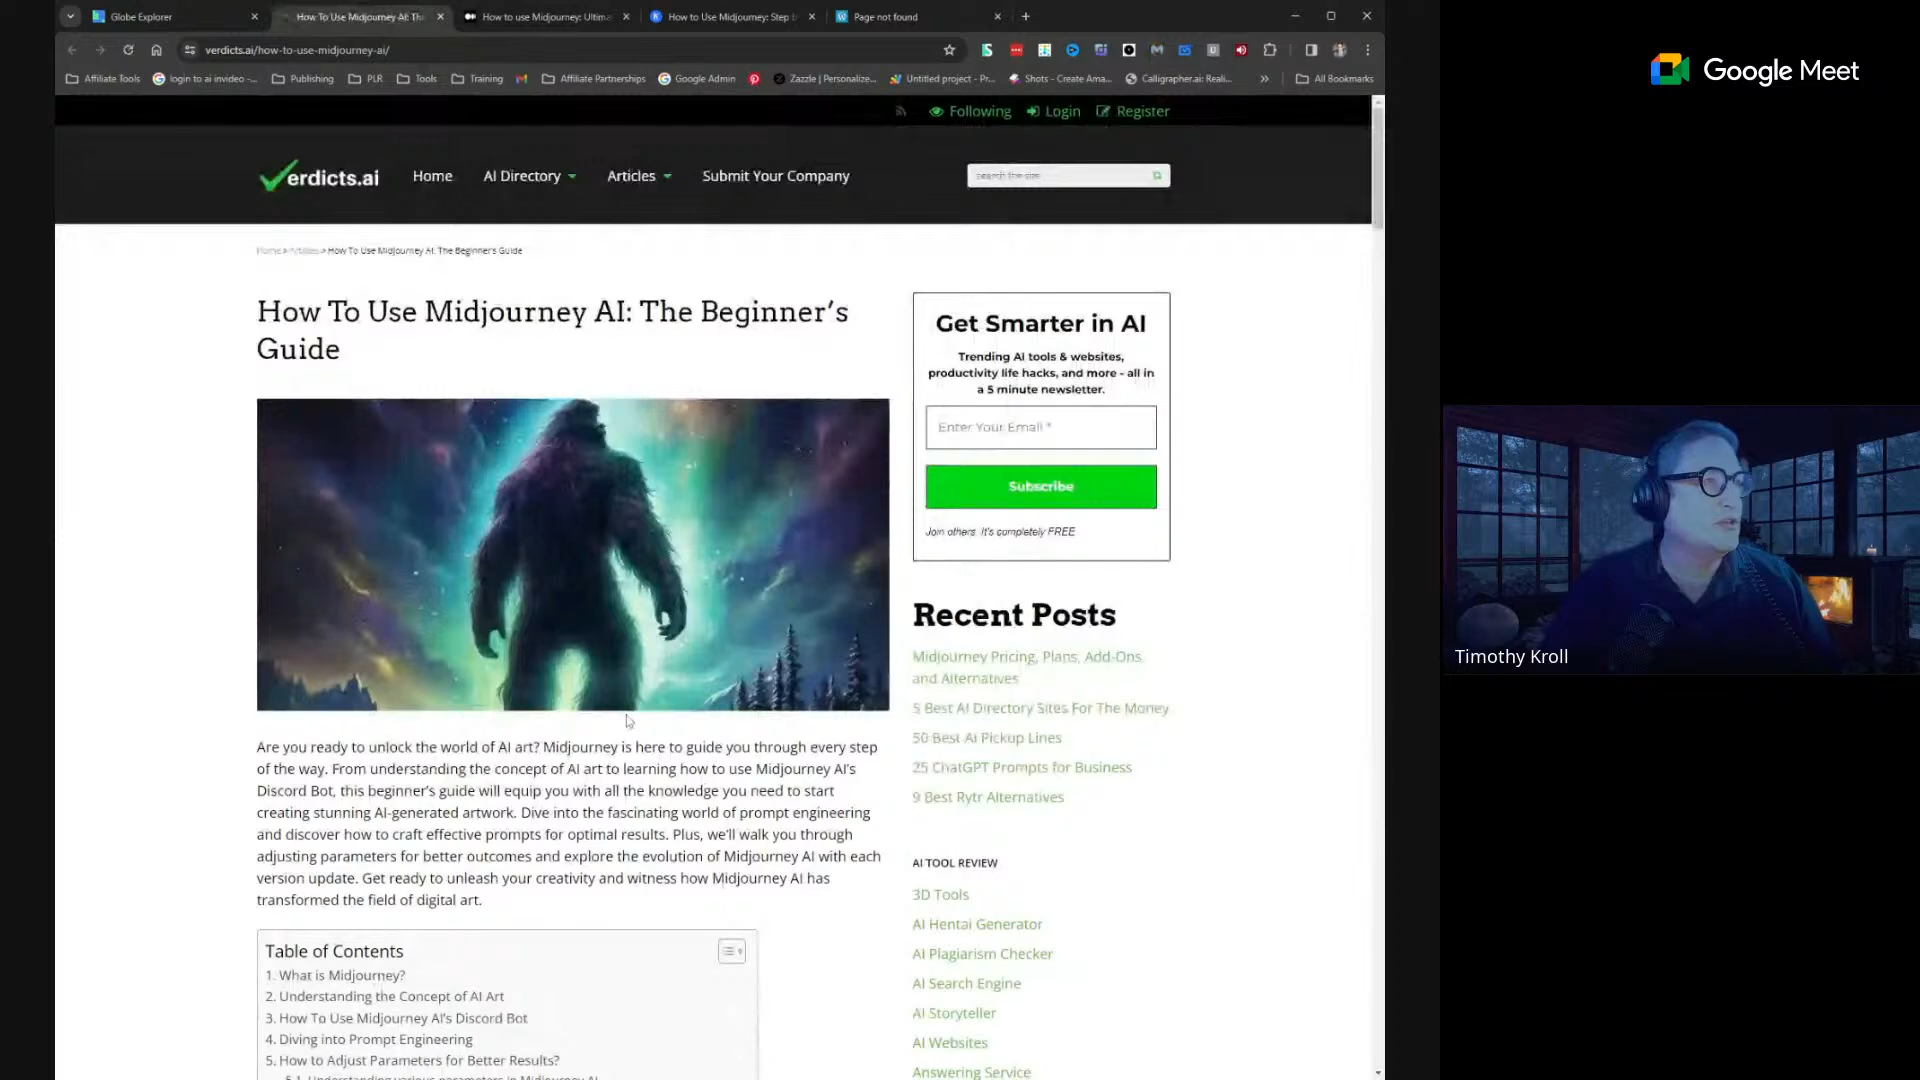 Globe Explorer
How To Use Midjourney AI: Th
How to use Midjourney: Ultima
How to Use Midjourney: Step b
Page not found
verdicts.ai/how-to-use-midjourney-ai/
Affiliate Tools
login to ai invideo -...
Publishing
PLR
Tools
Training
Affiliate Partnerships
Google Admin
Zazzle | Personalize...
Untitled project - Pr...
Shots - Create Ama...
Calligrapher.ai: Reali...
All Bookmarks
Following
Login
Register
erdicts.ai
Home
AI Directory
Articles
Submit Your Company
search the site
Home > Articles > How To Use Midjourney AI: The Beginner's Guide
How To Use Midjourney AI: The Beginner's
Guide
Are you ready to unlock the world of AI art? Midjourney is here to guide you through every step
of the way. From understanding the concept of AI art to learning how to use Midjourney AI's
Discord Bot, this beginner's guide will equip you with all the knowledge you need to start
creating stunning AI-generated artwork. Dive into the fascinating world of prompt engineering
and discover how to craft effective prompts for optimal results. Plus, we'll walk you through
adjusting parameters for better outcomes and explore the evolution of Midjourney AI with each
version update. Get ready to unleash your creativity and witness how Midjourney AI has
transformed the field of digital art.
Table of Contents
1. What is Midjourney?
2. Understanding the Concept of AI Art
3. How To Use Midjourney AI's Discord Bot
4. Diving into Prompt Engineering
5. How to Adjust Parameters for Better Results?
5.1. Understanding various parameters in Midjourney AI
Get Smarter in AI
Trending AI tools & websites,
productivity life hacks, and more - all in
a 5 minute newsletter.
Enter Your Email *
Subscribe
Join others. It's completely FREE
Recent Posts
Midjourney Pricing, Plans, Add-Ons
and Alternatives
5 Best AI Directory Sites For The Money
50 Best Ai Pickup Lines
25 ChatGPT Prompts for Business
9 Best Rytr Alternatives
AI TOOL REVIEW
3D Tools
AI Hentai Generator
AI Plagiarism Checker
AI Search Engine
AI Storyteller
AI Websites
Answering Service
Google Meet
Timothy Kroll